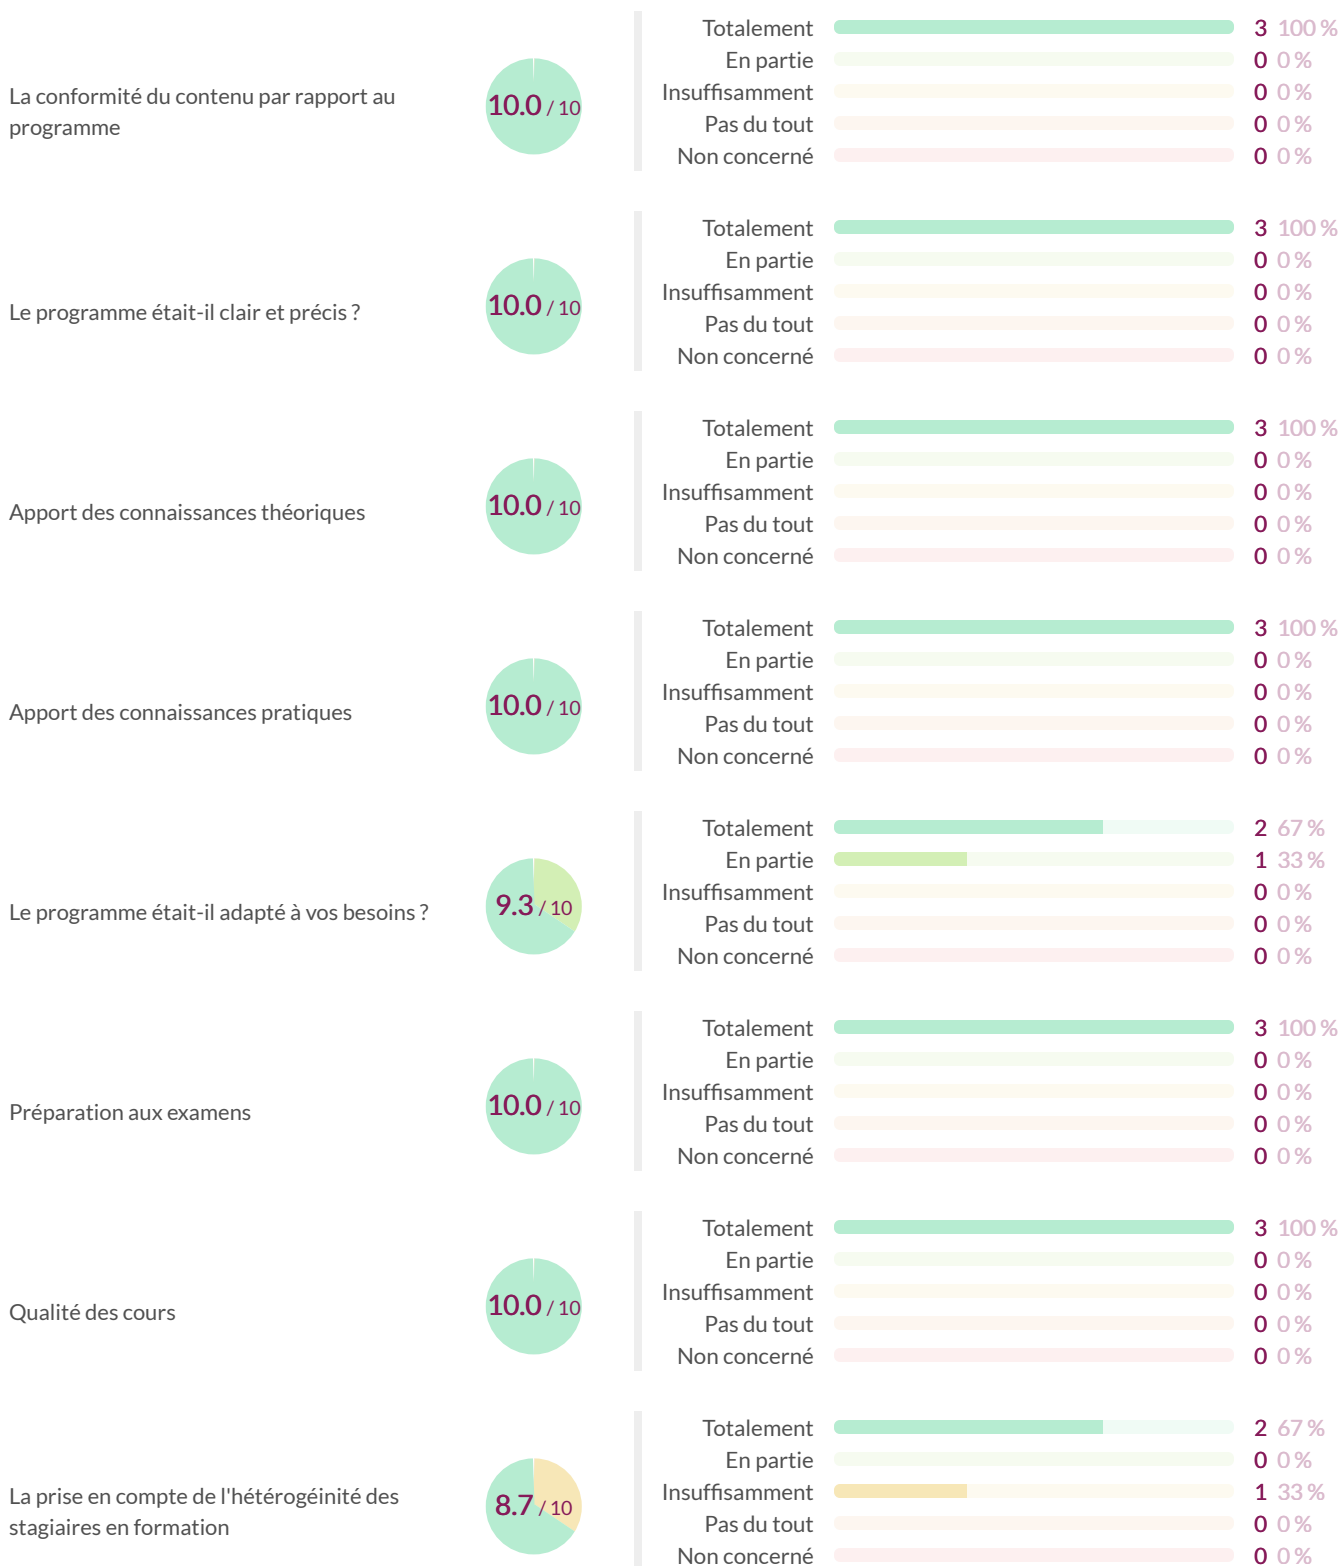 La conformité du contenu par rapport au
programme
10.0 / 10
Totalement 3 100 %
En partie 0 0 %
Insuffisamment 0 0 %
Pas du tout 0 0 %
Non concerné 0 0 %
Le programme était-il clair et précis ?
10.0 / 10
Totalement 3 100 %
En partie 0 0 %
Insuffisamment 0 0 %
Pas du tout 0 0 %
Non concerné 0 0 %
Apport des connaissances théoriques
10.0 / 10
Totalement 3 100 %
En partie 0 0 %
Insuffisamment 0 0 %
Pas du tout 0 0 %
Non concerné 0 0 %
Apport des connaissances pratiques
10.0 / 10
Totalement 3 100 %
En partie 0 0 %
Insuffisamment 0 0 %
Pas du tout 0 0 %
Non concerné 0 0 %
Le programme était-il adapté à vos besoins ?
9.3 / 10
Totalement 2 67 %
En partie 1 33 %
Insuffisamment 0 0 %
Pas du tout 0 0 %
Non concerné 0 0 %
Préparation aux examens
10.0 / 10
Totalement 3 100 %
En partie 0 0 %
Insuffisamment 0 0 %
Pas du tout 0 0 %
Non concerné 0 0 %
Qualité des cours
10.0 / 10
Totalement 3 100 %
En partie 0 0 %
Insuffisamment 0 0 %
Pas du tout 0 0 %
Non concerné 0 0 %
La prise en compte de l'hétérogéinité des
stagiaires en formation
8.7 / 10
Totalement 2 67 %
En partie 0 0 %
Insuffisamment 1 33 %
Pas du tout 0 0 %
Non concerné 0 0 %